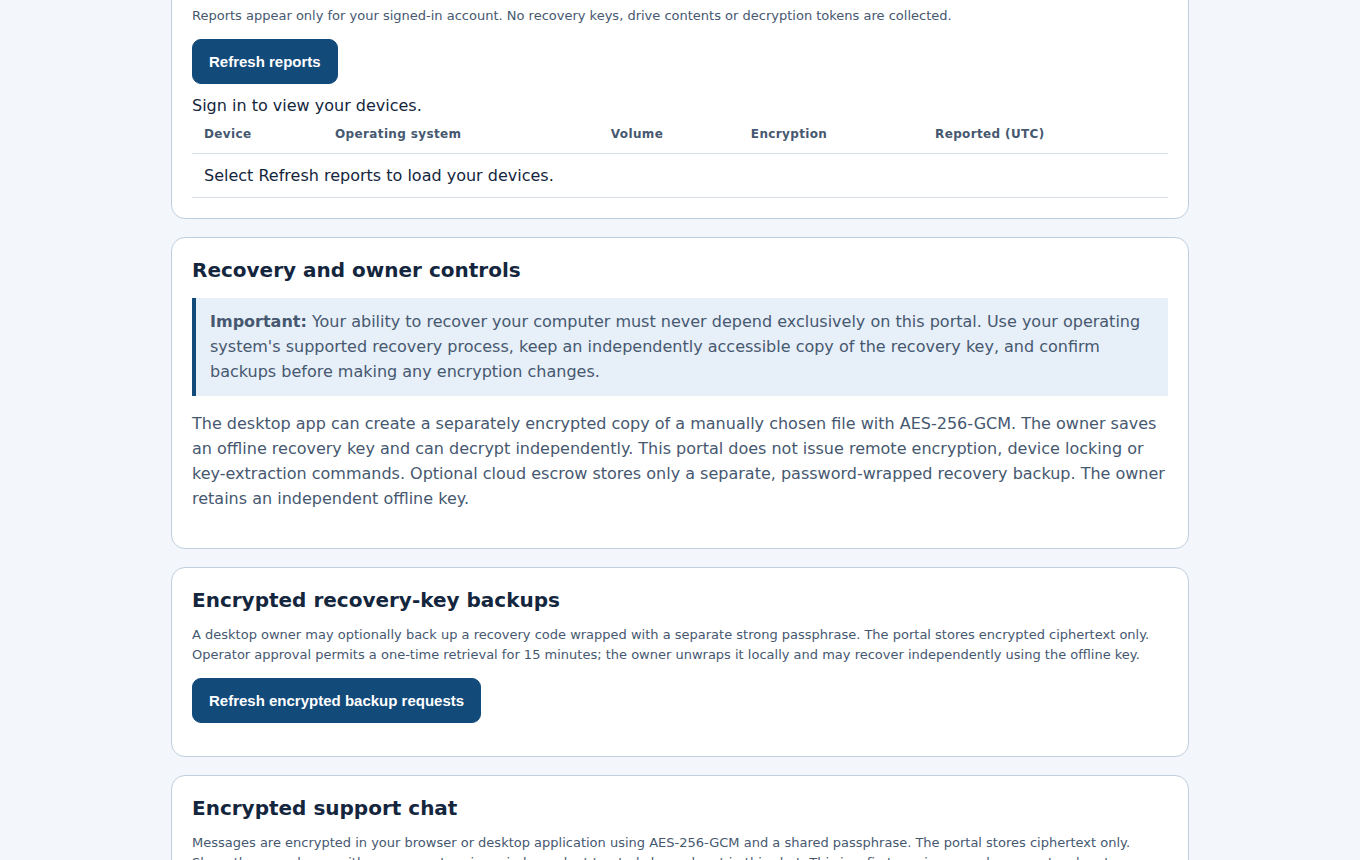 Reports appear only for your signed-in account. No recovery keys, drive contents or decryption tokens are collected.
Refresh reports
Sign in to view your devices.
Device Operating system Volume Encryption Reported (UTC)
Select Refresh reports to load your devices.
Recovery and owner controls
Important: Your ability to recover your computer must never depend exclusively on this portal. Use your operating
system's supported recovery process, keep an independently accessible copy of the recovery key, and confirm
backups before making any encryption changes.
The desktop app can create a separately encrypted copy of a manually chosen file with AES-256-GCM. The owner saves
an offline recovery key and can decrypt independently. This portal does not issue remote encryption, device locking or
key-extraction commands. Optional cloud escrow stores only a separate, password-wrapped recovery backup. The owner
retains an independent offline key.
Encrypted recovery-key backups
A desktop owner may optionally back up a recovery code wrapped with a separate strong passphrase. The portal stores encrypted ciphertext only.
Operator approval permits a one-time retrieval for 15 minutes; the owner unwraps it locally and may recover independently using the offline key.
Refresh encrypted backup requests
Encrypted support chat
Messages are encrypted in your browser or desktop application using AES-256-GCM and a shared passphrase. The portal stores ciphertext only.